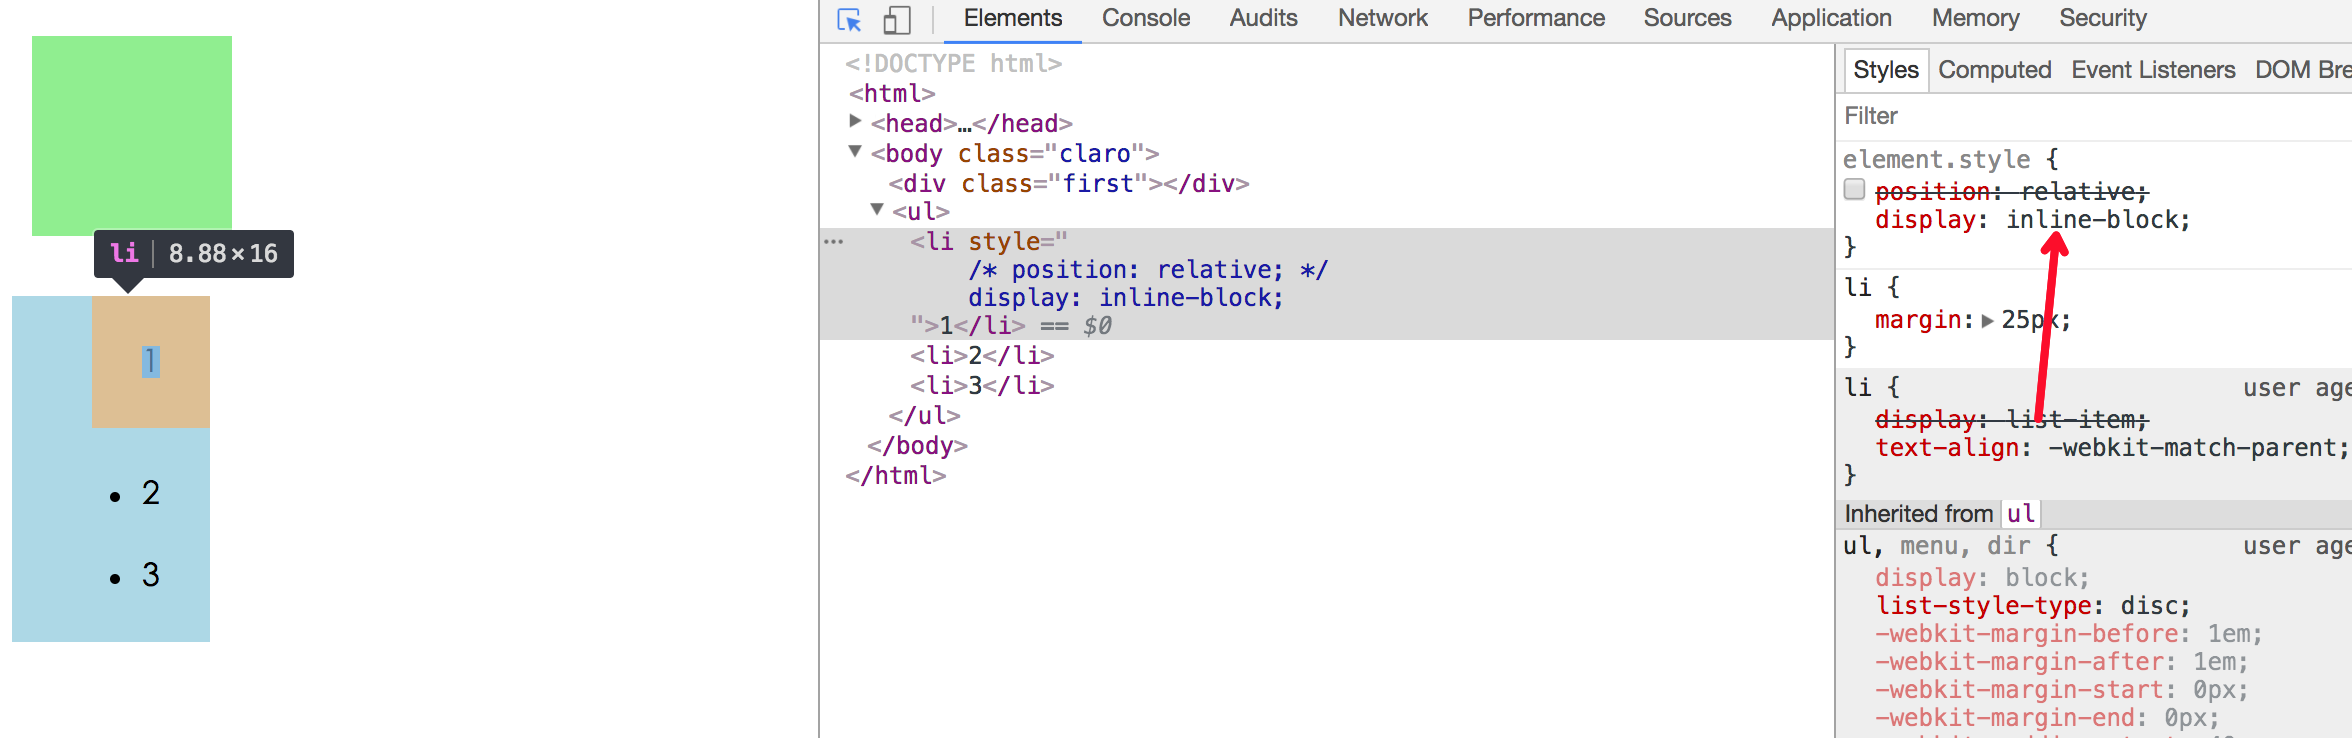 Elements Console Audits Network Performance Sources Application Memory Security
<!DOCTYPE html>
<html>
<head>…</head>
<body class="claro">
<div class="first"></div>
<ul>
<li style="
/* position: relative; */
display: inline-block;
">1</li> == $0
<li>2</li>
<li>3</li>
</ul>
</body>
</html>
li 8.88×16
1
2
3
Styles Computed Event Listeners DOM Bre
Filter
element.style {
position: relative;
display: inline-block;
}
li {
margin: 25px;
}
li { user age
display: list-item;
text-align: -webkit-match-parent;
}
Inherited from ul
ul, menu, dir { user age
display: block;
list-style-type: disc;
-webkit-margin-before: 1em;
-webkit-margin-after: 1em;
-webkit-margin-start: 0px;
-webkit-margin-end: 0px;